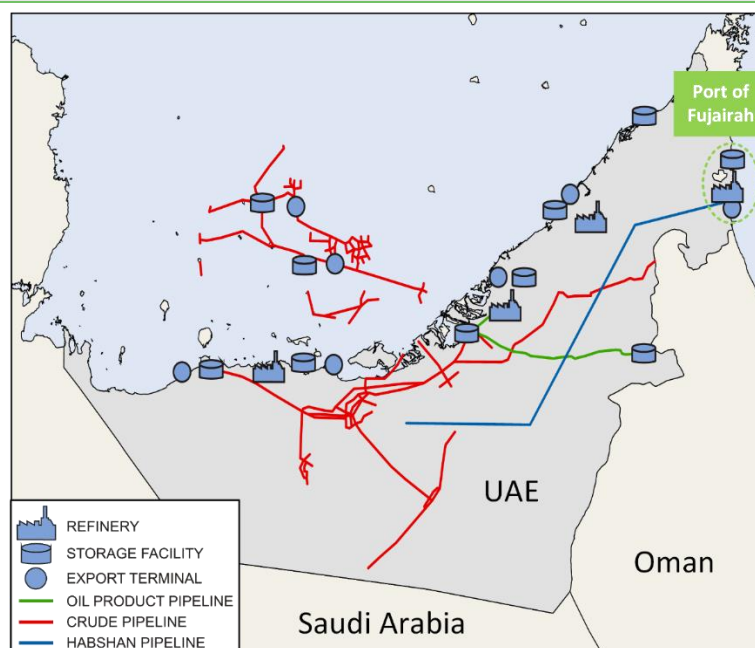 Port of
Fujairah
UAE
Oman
Saudi Arabia
REFINERY
STORAGE FACILITY
EXPORT TERMINAL
OIL PRODUCT PIPELINE
CRUDE PIPELINE
HABSHAN PIPELINE